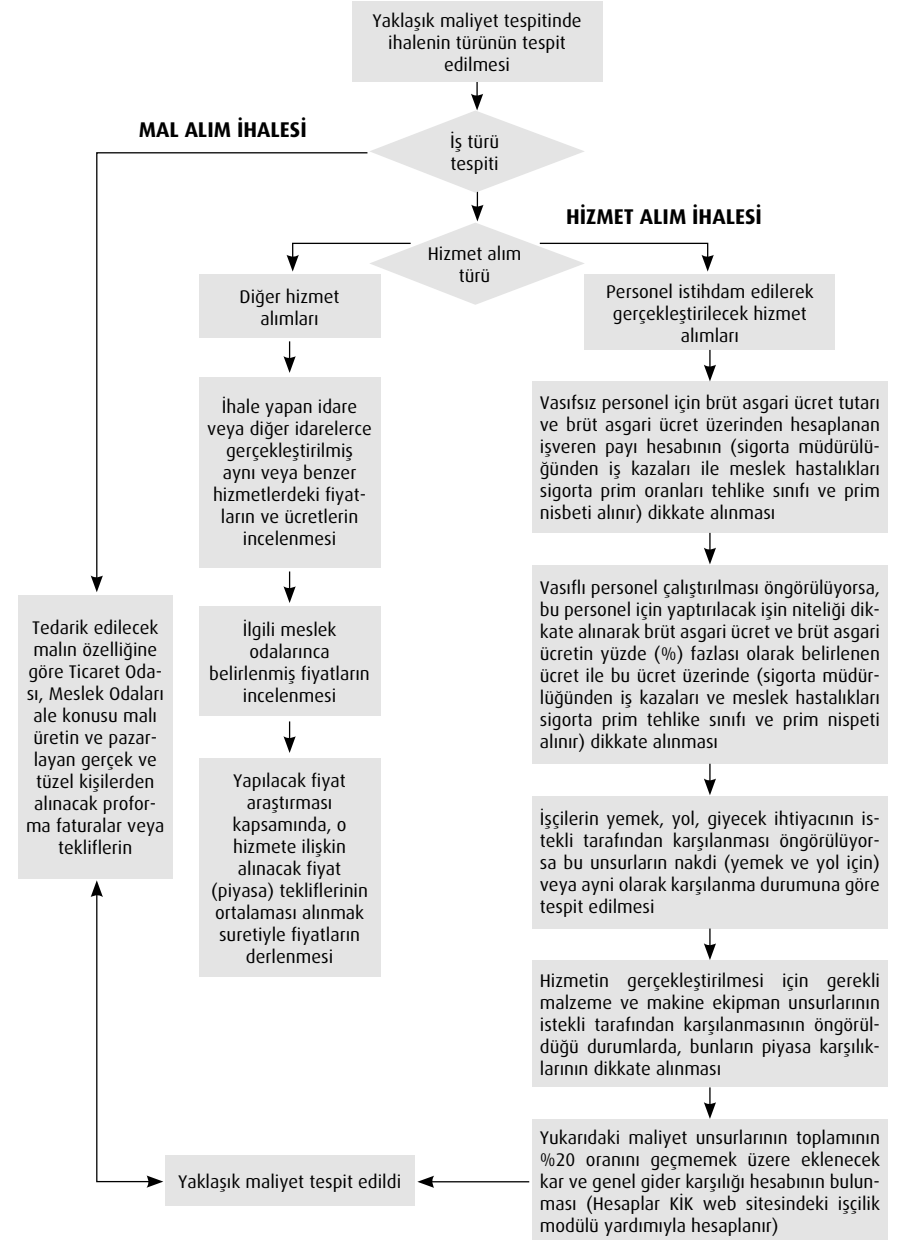 Yaklaşık maliyet tespitinde
ihalenin türünün tespit
edilmesi
MAL ALIM İHALESİ
İş türü
tespiti
HİZMET ALIM İHALESİ
Hizmet alım
türü
Diğer hizmet
alımları
Personel istihdam edilerek
gerçekleştirilecek hizmet
alımları
İhale yapan idare
veya diğer idarelerce
gerçekleştirilmiş
aynı veya benzer
hizmetlerdeki fiyat-
ların ve ücretlerin
incelenmesi
Vasıfsız personel için brüt asgari ücret tutarı
ve brüt asgari ücret üzerinden hesaplanan
işveren payı hesabının (sigorta müdürülü-
ğünden iş kazaları ile meslek hastalıkları
sigorta prim oranları tehlike sınıfı ve prim
nisbeti alınır) dikkate alınması
Tedarik edilecek
malın özelliğine
göre Ticaret Oda-
sı, Meslek Odaları
ale konusu malı
üretin ve pazar-
layan gerçek ve
tüzel kişilerden
alınacak profor-
ma faturalar veya
tekliflerin
İlgili meslek
odalarınca
belirlenmiş fiyatların
incelenmesi
Vasıflı personel çalıştırılması öngörülüyorsa,
bu personel için yaptırılacak işin niteliği dik-
kate alınarak brüt asgari ücret ve brüt asgari
ücretin yüzde (%) fazlası olarak belirlenen
ücret ile bu ücret üzerinde (sigorta müdür-
lüğünden iş kazaları ve meslek hastalıkları
sigorta prim tehlike sınıfı ve prim nispeti
alınır) dikkate alınması
Yapılacak fiyat
araştırması
kapsamında, o
hizmete ilişkin
alınacak fiyat
(piyasa) tekliflerinin
ortalaması alınmak
suretiyle fiyatların
derlenmesi
İşçilerin yemek, yol, giyecek ihtiyacının is-
tekli tarafından karşılanması öngörülüyor-
sa bu unsurların nakdi (yemek ve yol için)
veya ayni olarak karşılanma durumuna göre
tespit edilmesi
Hizmetin gerçekleştirilmesi için gerekli
malzeme ve makine ekipman unsurlarının
istekli tarafından karşılanmasının öngörül-
düğü durumlarda, bunların piyasa karşılık-
larının dikkate alınması
Yukarıdaki maliyet unsurlarının toplamının
%20 oranını geçmemek üzere eklenecek
kar ve genel gider karşılığı hesabının bulun-
ması (Hesaplar KİK web sitesindeki işçilik
modülü yardımıyla hesaplanır)
Yaklaşık maliyet tespit edildi